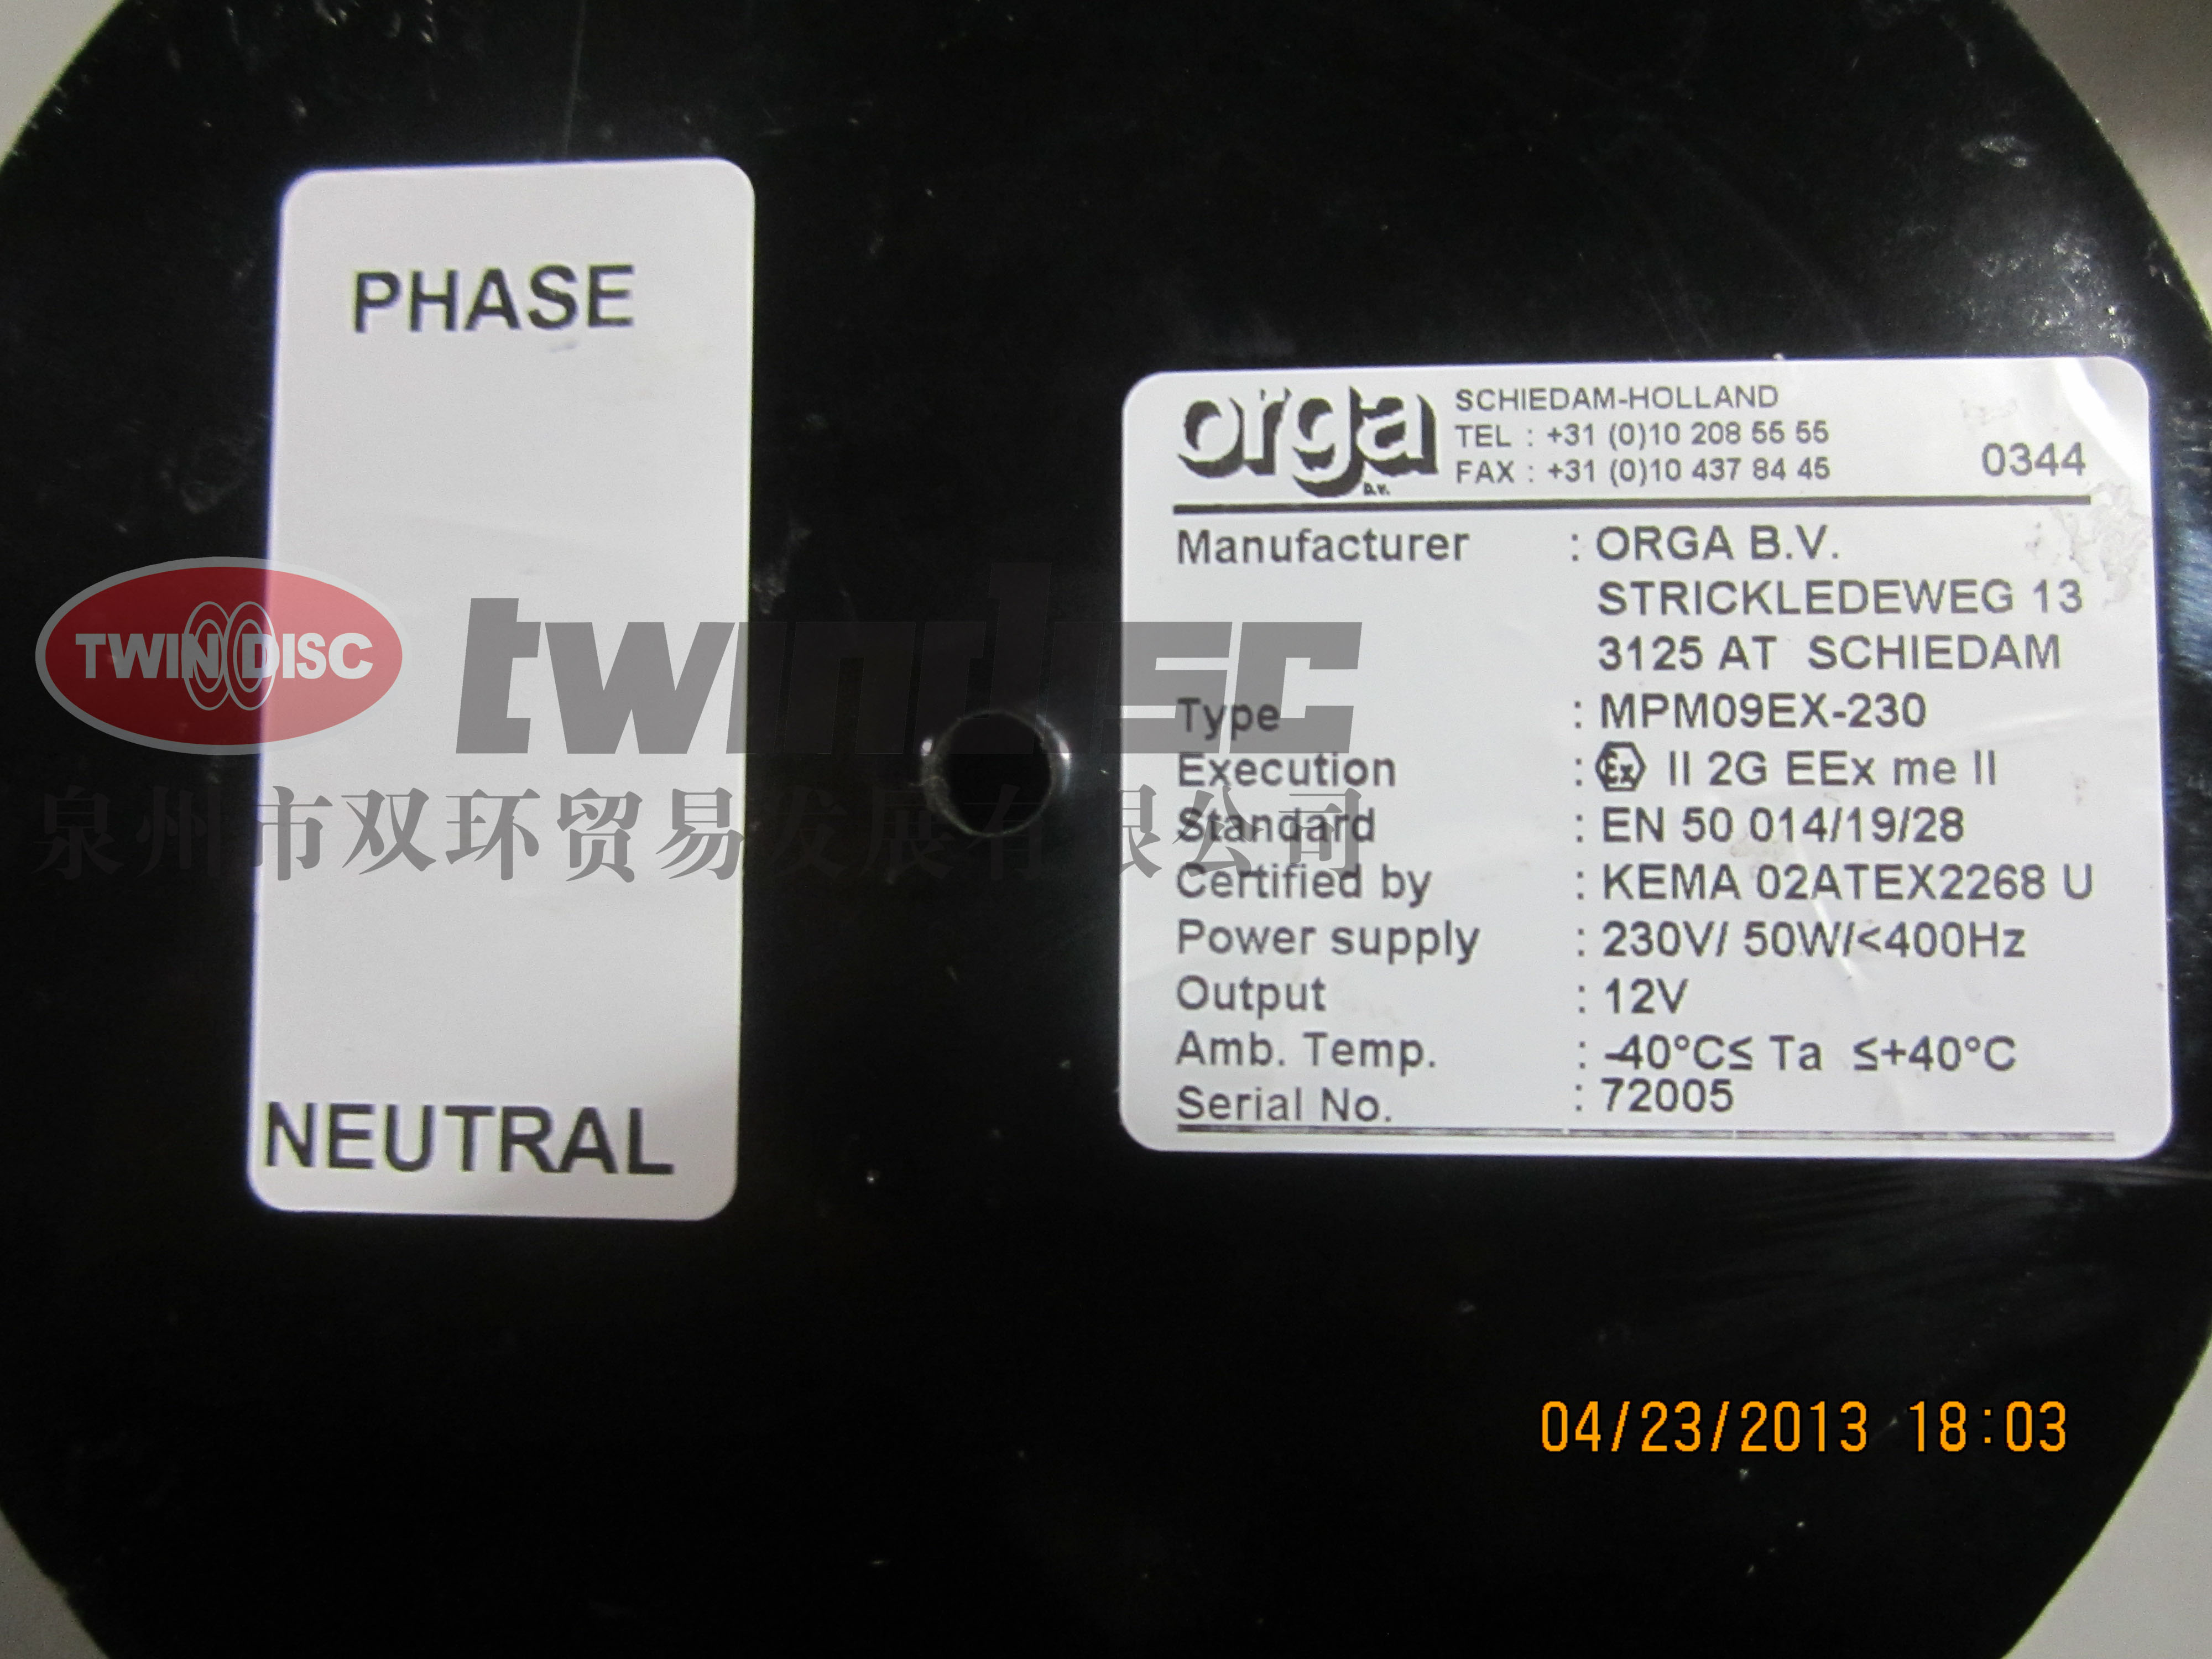 PHASE
NEUTRAL
orga
B.V.
SCHIEDAM-HOLLAND
TEL : +31 (0)10 208 55 55
FAX : +31 (0)10 437 84 45
0344
Manufacturer : ORGA B.V.
STRICKLEDEWEG 13
3125 AT SCHIEDAM
Type : MPM09EX-230
Execution : Ex II 2G EEx me II
Standard : EN 50 014/19/28
Certified by : KEMA 02ATEX2268 U
Power supply : 230V/ 50W/<400Hz
Output : 12V
Amb. Temp. : -40°C≤ Ta ≤+40°C
Serial No. : 72005
TWIN DISC
twindisc
泉州市双环贸易发展有限公司
04/23/2013 18:03